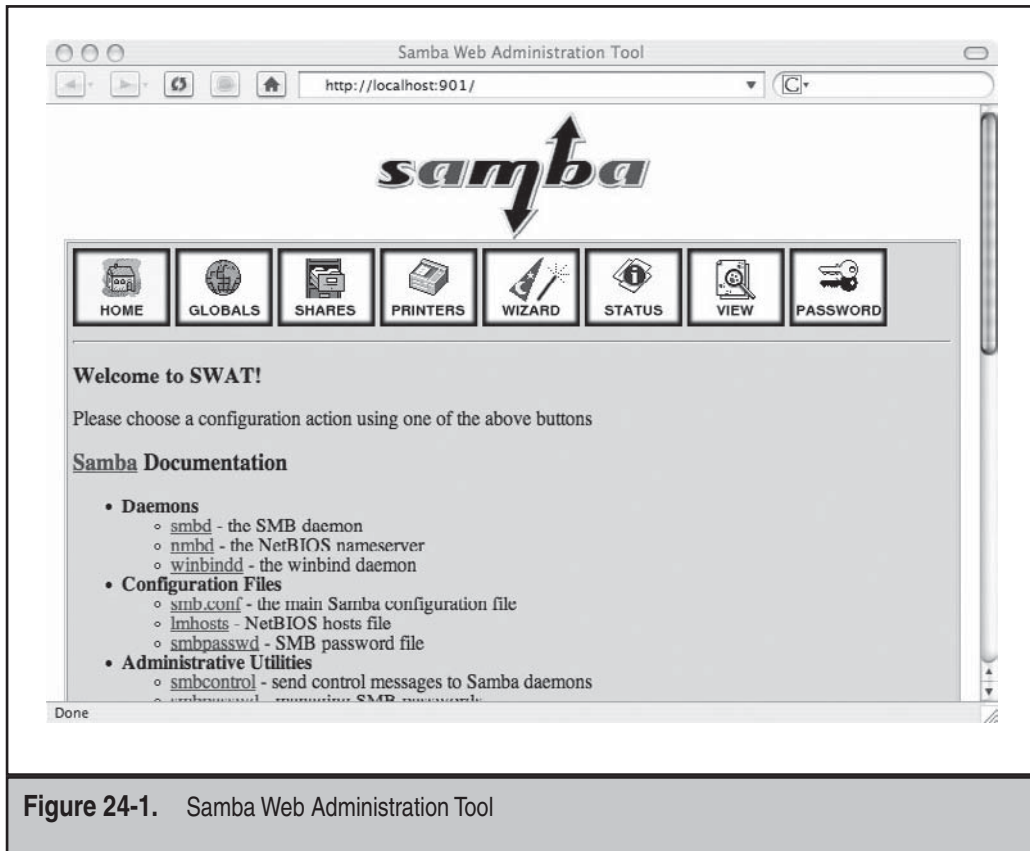 Samba Web Administration Tool
http://localhost:901/
G
samba
HOME GLOBALS SHARES PRINTERS WIZARD STATUS VIEW PASSWORD
Welcome to SWAT!
Please choose a configuration action using one of the above buttons
Samba Documentation
• Daemons
◦ smbd - the SMB daemon
◦ nmbd - the NetBIOS nameserver
◦ winbindd - the winbind daemon
• Configuration Files
◦ smb.conf - the main Samba configuration file
◦ lmhosts - NetBIOS hosts file
◦ smbpasswd - SMB password file
• Administrative Utilities
◦ smbcontrol - send control messages to Samba daemons
◦ smbpasswd - managing SMB passwords
Done
Figure 24-1. Samba Web Administration Tool